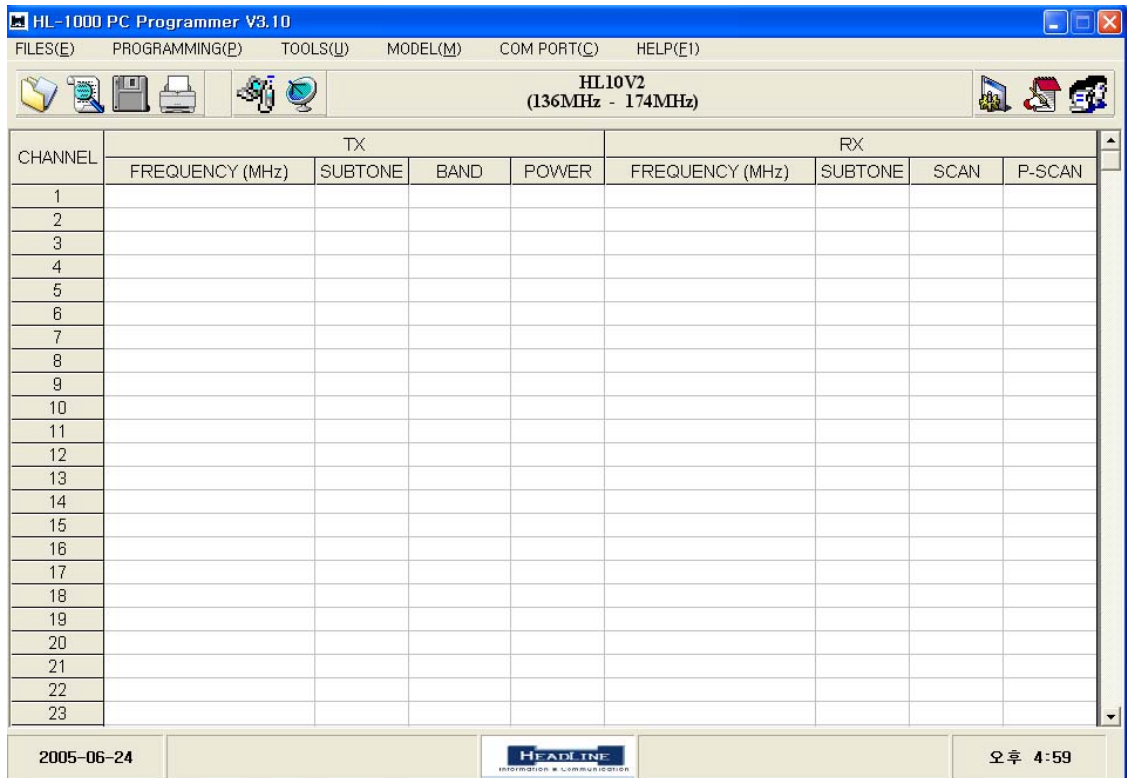 HL-1000 PC Programmer V3.10
FILES(E) PROGRAMMING(P) TOOLS(U) MODEL(M) COM PORT(C) HELP(F1)
HL10V2
(136MHz - 174MHz)
CHANNEL TX RX
FREQUENCY (MHz) SUBTONE BAND POWER FREQUENCY (MHz) SUBTONE SCAN P-SCAN
1
2
3
4
5
6
7
8
9
10
11
12
13
14
15
16
17
18
19
20
21
22
23
2005-06-24 HEADLINE 오후 4:59
Information & Communication